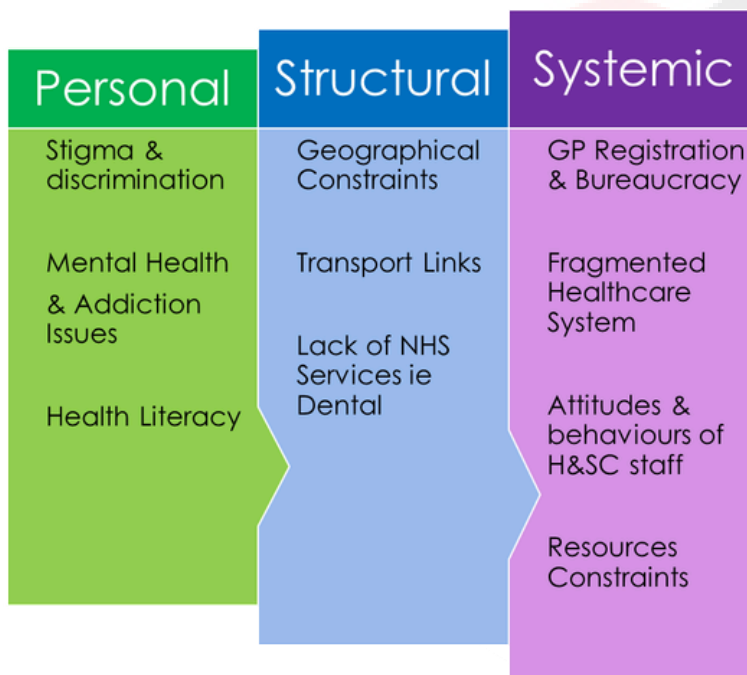 Personal
Stigma &
discrimination
Mental Health
& Addiction
Issues
Health Literacy
Structural
Geographical
Constraints
Transport Links
Lack of NHS
Services ie
Dental
Systemic
GP Registration
& Bureaucracy
Fragmented
Healthcare
System
Attitudes &
behaviours of
H&SC staff
Resources
Constraints